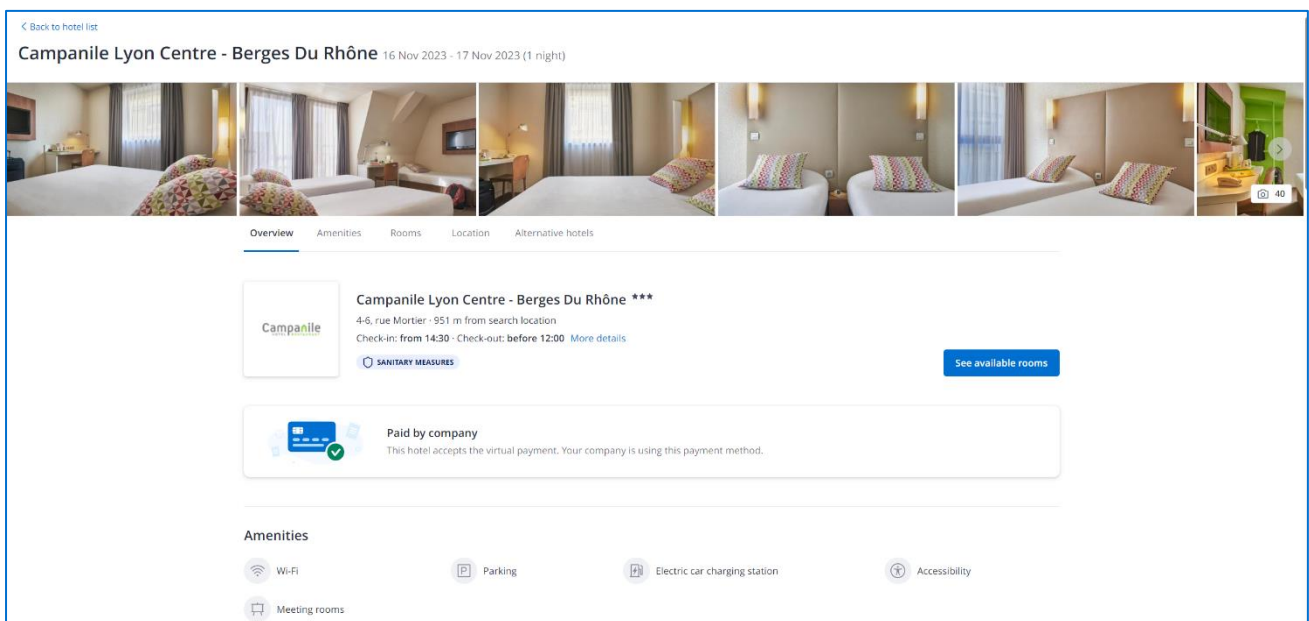 Back to hotel list
Campanile Lyon Centre - Berges Du Rhône 16 Nov 2023 - 17 Nov 2023 (1 night)
40
Overview Amenities Rooms Location Alternative hotels
Campanile
Campanile Lyon Centre - Berges Du Rhône ***
4-6, rue Mortier · 951 m from search location
Check-in: from 14:30 · Check-out: before 12:00 More details
SANITARY MEASURES
See available rooms
Paid by company
This hotel accepts the virtual payment. Your company is using this payment method.
Amenities
Wi-Fi
P Parking
Electric car charging station
Accessibility
Meeting rooms